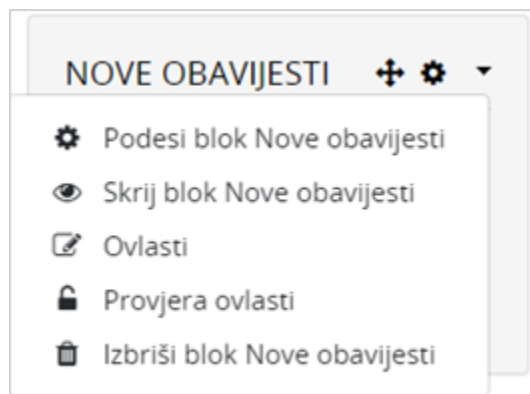 NOVE OBAVIJESTI
Podesi blok Nove obavijesti
Skrij blok Nove obavijesti
Ovlasti
Provjera ovlasti
Izbriši blok Nove obavijesti